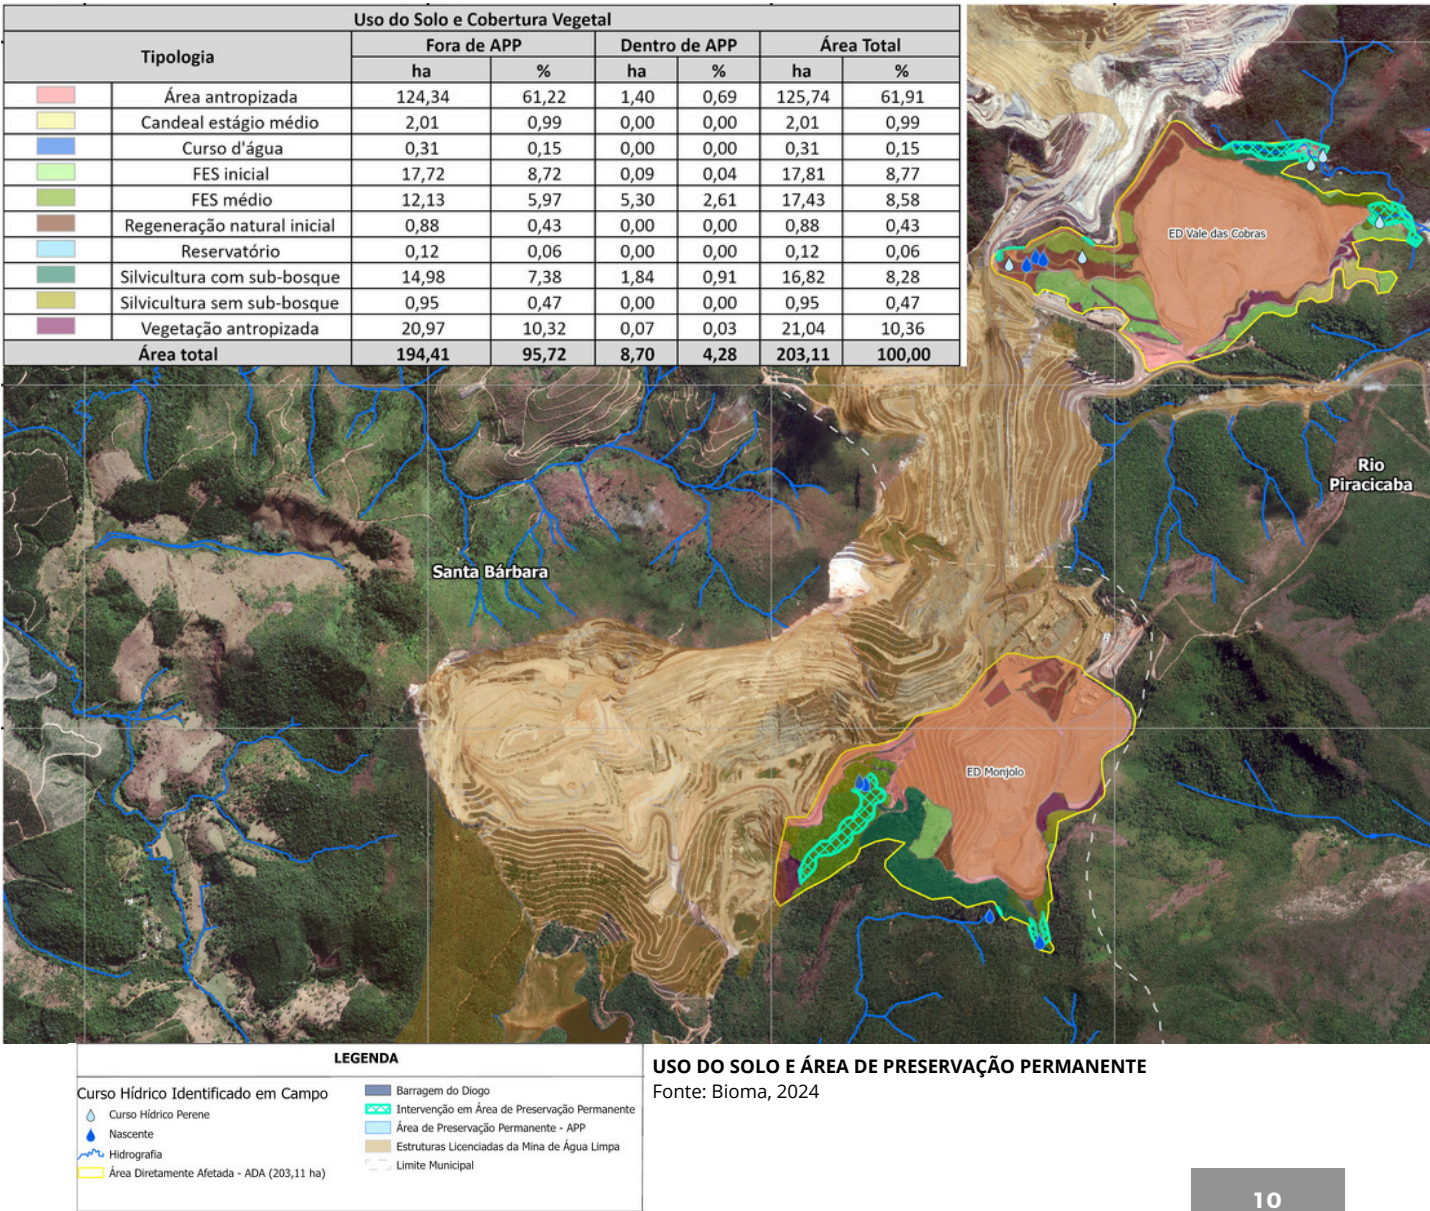 Uso do Solo e Cobertura Vegetal
Tipologia Fora de APP Dentro de APP Área Total
ha % ha % ha %
Área antropizada 124,34 61,22 1,40 0,69 125,74 61,91
Candeal estágio médio 2,01 0,99 0,00 0,00 2,01 0,99
Curso d'água 0,31 0,15 0,00 0,00 0,31 0,15
FES inicial 17,72 8,72 0,09 0,04 17,81 8,77
FES médio 12,13 5,97 5,30 2,61 17,43 8,58
Regeneração natural inicial 0,88 0,43 0,00 0,00 0,88 0,43
Reservatório 0,12 0,06 0,00 0,00 0,12 0,06
Silvicultura com sub-bosque 14,98 7,38 1,84 0,91 16,82 8,28
Silvicultura sem sub-bosque 0,95 0,47 0,00 0,00 0,95 0,47
Vegetação antropizada 20,97 10,32 0,07 0,03 21,04 10,36
Área total 194,41 95,72 8,70 4,28 203,11 100,00
ED Vale das Cobras
Rio
Piracicaba
Santa Bárbara
ED Monjolo
LEGENDA
Curso Hídrico Identificado em Campo
Curso Hídrico Perene
Nascente
Hidrografia
Área Diretamente Afetada - ADA (203,11 ha)
Barragem do Diogo
Intervenção em Área de Preservação Permanente
Área de Preservação Permanente - APP
Estruturas Licenciadas da Mina de Água Limpa
Limite Municipal
USO DO SOLO E ÁREA DE PRESERVAÇÃO PERMANENTE
Fonte: Bioma, 2024
10